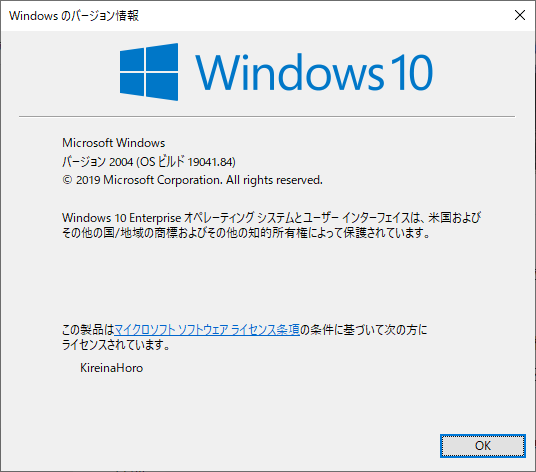 Windows のバージョン情報
Windows 10
Microsoft Windows
バージョン 2004 (OS ビルド 19041.84)
© 2019 Microsoft Corporation. All rights reserved.
Windows 10 Enterprise オペレーティング システムとユーザー インターフェイスは、米国および
その他の国/地域の商標およびその他の知的所有権によって保護されています。
この製品はマイクロソフト ソフトウェア ライセンス条項の条件に基づいて次の方に
ライセンスされています。
KireinaHoro
OK